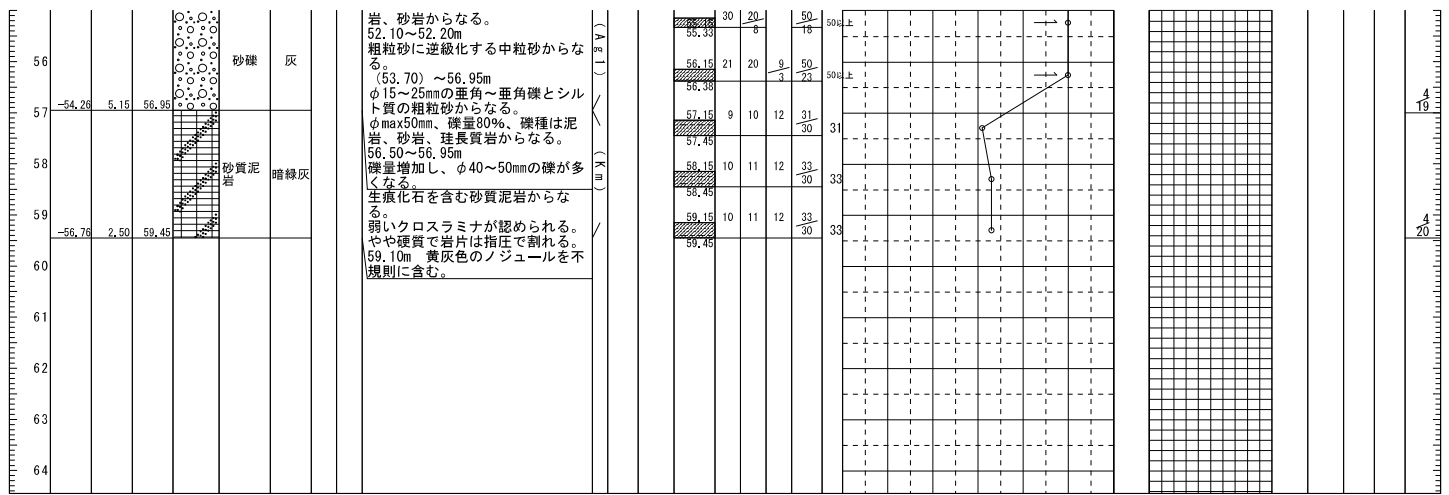 岩、砂岩からなる。
52.10～52.20m
粗粒砂に逆級化する中粒砂からな
る。
（53.70）～56.95m
φ15～25mmの亜角～亜角礫とシル
ト質の粗粒砂からなる。
φmax50mm、礫量80%、礫種は泥
岩、砂岩、珪長質岩からなる。
56.50～56.95m
礫量増加し、φ40～50mmの礫が多
くなる。
生痕化石を含む砂質泥岩からな
る。
弱いクロスラミナが認められる。
やや硬質で岩片は指圧で割れる。
59.10m 黄灰色のノジュールを不
規則に含む。
砂礫 灰
-54.26 5.15 56.95
砂質泥
岩
暗緑灰
-56.76 2.50 59.45
56
57
58
59
60
61
62
63
64
(Ag1)
(Km)
55.33
30 20/8 50/18 50以上
56.15 21 20 9/3 50/23 50以上
56.38
57.15 9 10 12 31/30 31
57.45
58.15 10 11 12 33/30 33
58.45
59.15 10 11 12 33/30 33
59.45
4/19
4/20